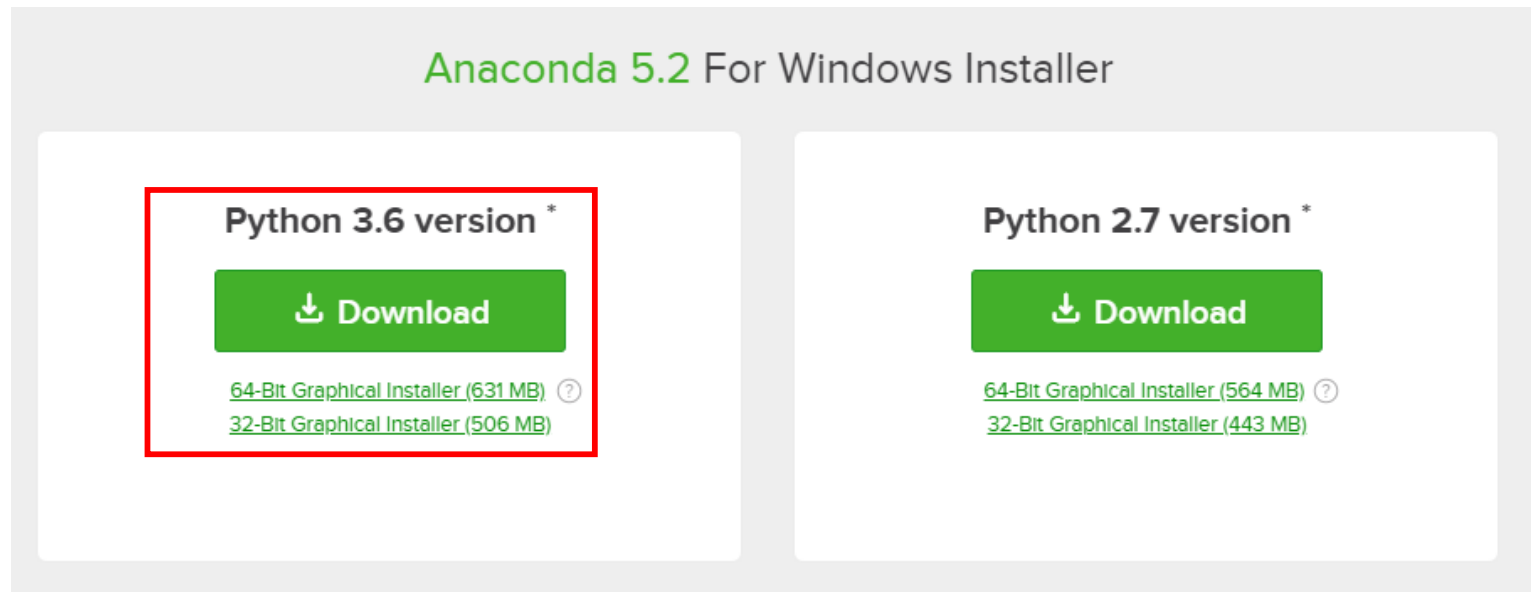 Anaconda 5.2 For Windows Installer
Python 3.6 version *
Download
64-Bit Graphical Installer (631 MB) ?
32-Bit Graphical Installer (506 MB)
Python 2.7 version *
Download
64-Bit Graphical Installer (564 MB) ?
32-Bit Graphical Installer (443 MB)